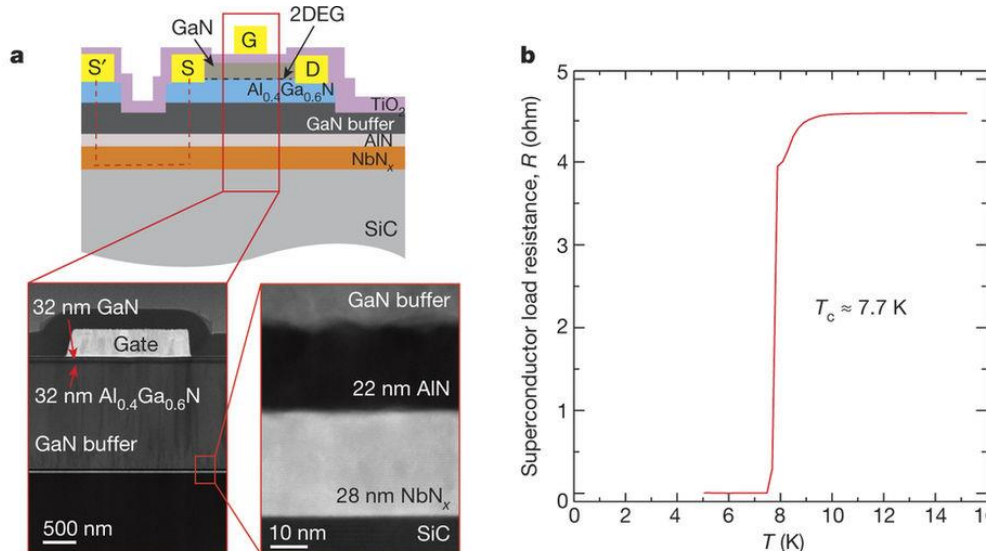 a
GaN
2DEG
G
S′
S
D
Al0.4Ga0.6N
TiO2
GaN buffer
AlN
NbNx
SiC
32 nm GaN
Gate
32 nm Al0.4Ga0.6N
GaN buffer
500 nm
GaN buffer
22 nm AlN
28 nm NbNx
10 nm
SiC
b
Superconductor load resistance, R (ohm)
5
4
3
2
1
0
Tc ≈ 7.7 K
0 2 4 6 8 10 12 14 16
T (K)